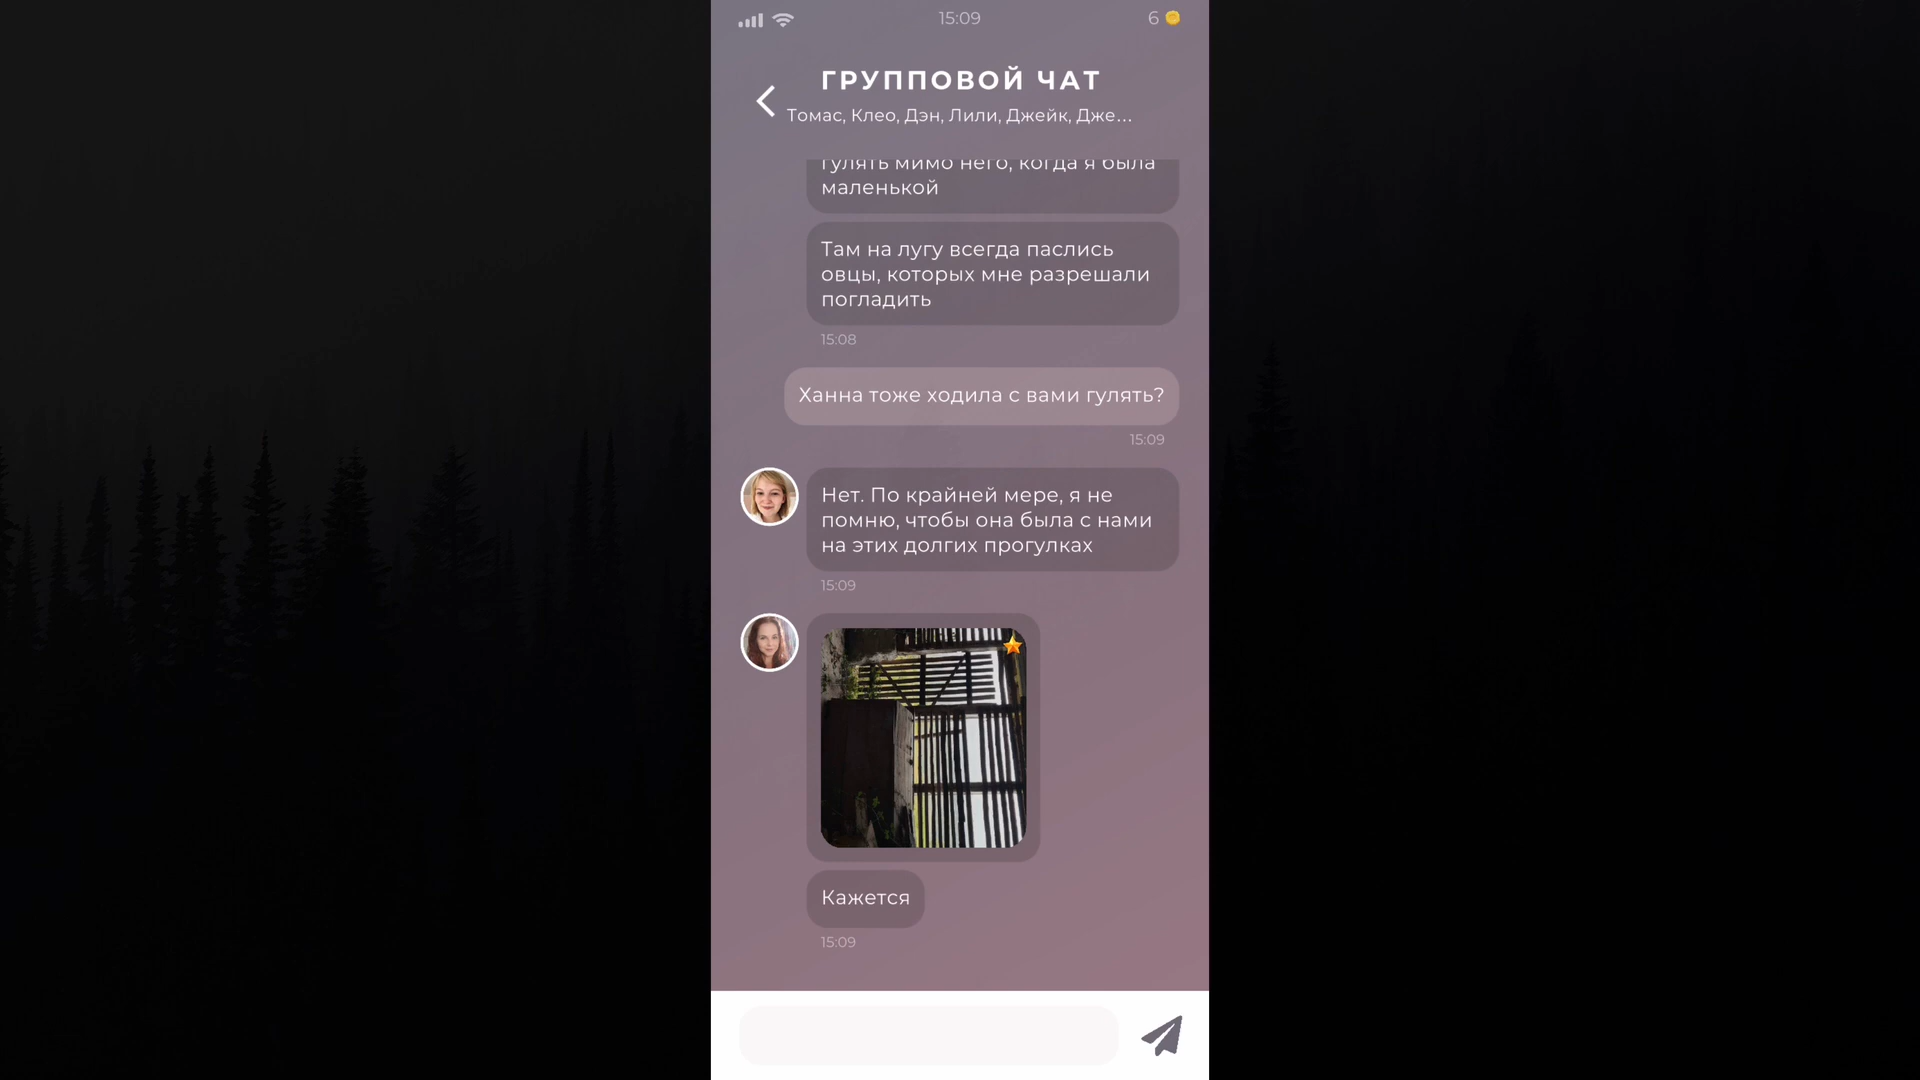 15:09
6
ГРУППОВОЙ ЧАТ
Томас, Клео, Дэн, Лили, Джейк, Дже...
гулять мимо него, когда я была
маленькой
Там на лугу всегда паслись
овцы, которых мне разрешали
погладить
15:08
Ханна тоже ходила с вами гулять?
15:09
Нет. По крайней мере, я не
помню, чтобы она была с нами
на этих долгих прогулках
15:09
Кажется
15:09